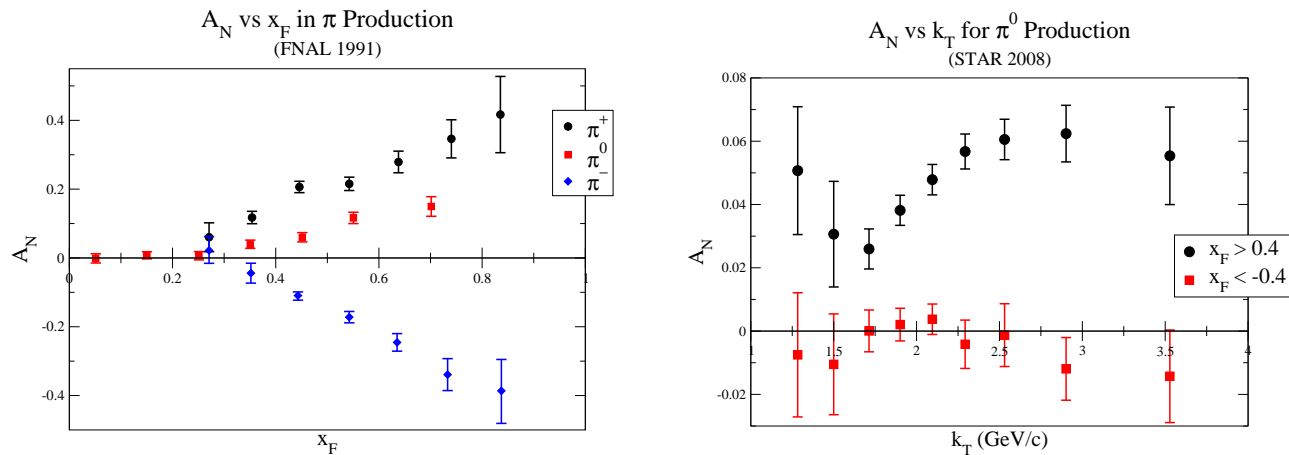 A_N vs x_F in π Production
(FNAL 1991)
0.4
0.2
0
-0.2
-0.4
A_N
0
0.2
0.4
0.6
0.8
1
x_F
π^+
π^0
π^-
A_N vs k_T for π^0 Production
(STAR 2008)
0.08
0.06
0.04
0.02
0
-0.02
A_N
1
1.5
2
2.5
3
3.5
4
k_T (GeV/c)
x_F > 0.4
x_F < -0.4